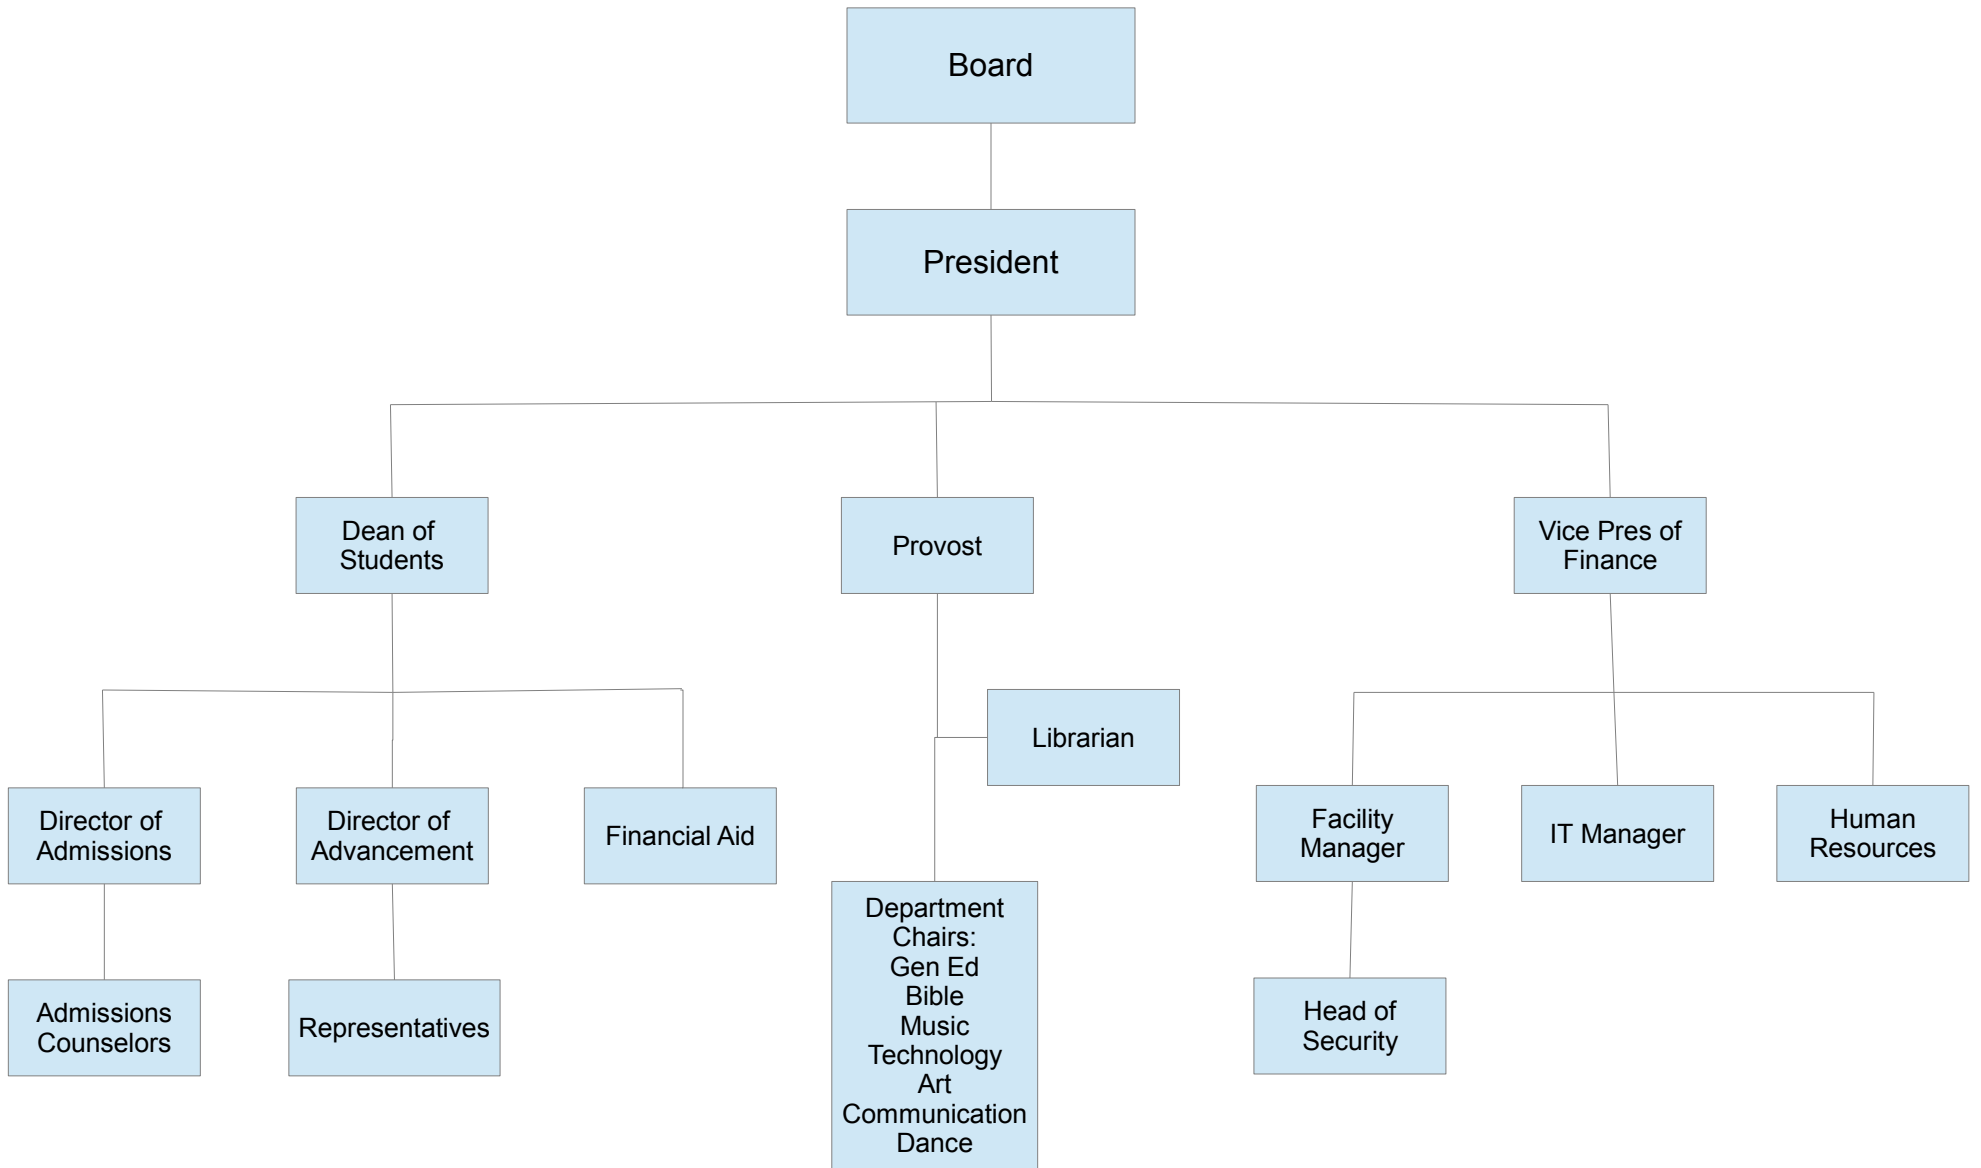 Board
President
Dean of
Students
Provost
Vice Pres of
Finance
Librarian
Director of
Admissions
Director of
Advancement
Financial Aid
Facility
Manager
IT Manager
Human
Resources
Department
Chairs:
Gen Ed
Bible
Music
Technology
Art
Communication
Dance
Admissions
Counselors
Representatives
Head of
Security